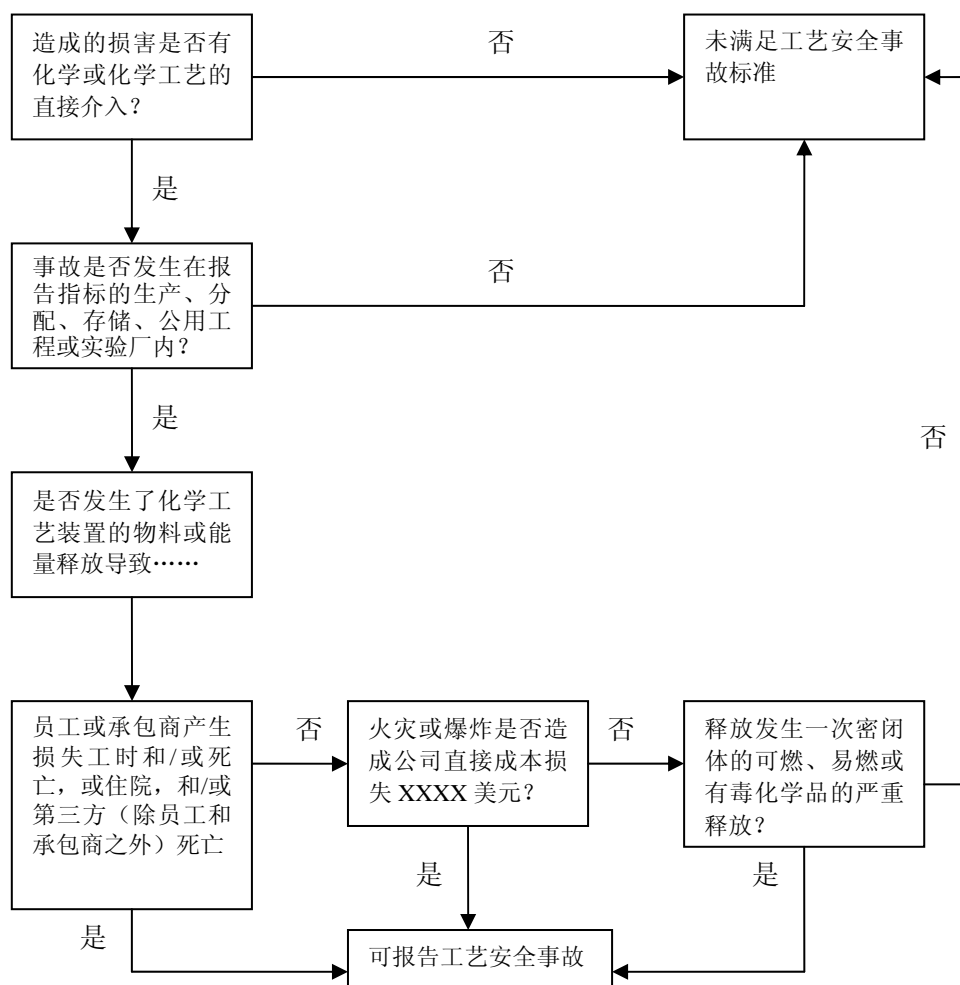 造成的损害是否有
化学或化学工艺的
直接介入？
否
未满足工艺安全事
故标准
是
事故是否发生在报
告指标的生产、分
配、存储、公用工
程或实验厂内？
否
是
否
是否发生了化学工
艺装置的物料或能
量释放导致……
员工或承包商产生
损失工时和/或死
亡，或住院，和/或
第三方（除员工和
承包商之外）死亡
否
火灾或爆炸是否造
成公司直接成本损
失 XXXX 美元？
否
释放发生一次密闭
体的可燃、易燃或
有毒化学品的严重
释放？
是
是
是
可报告工艺安全事故